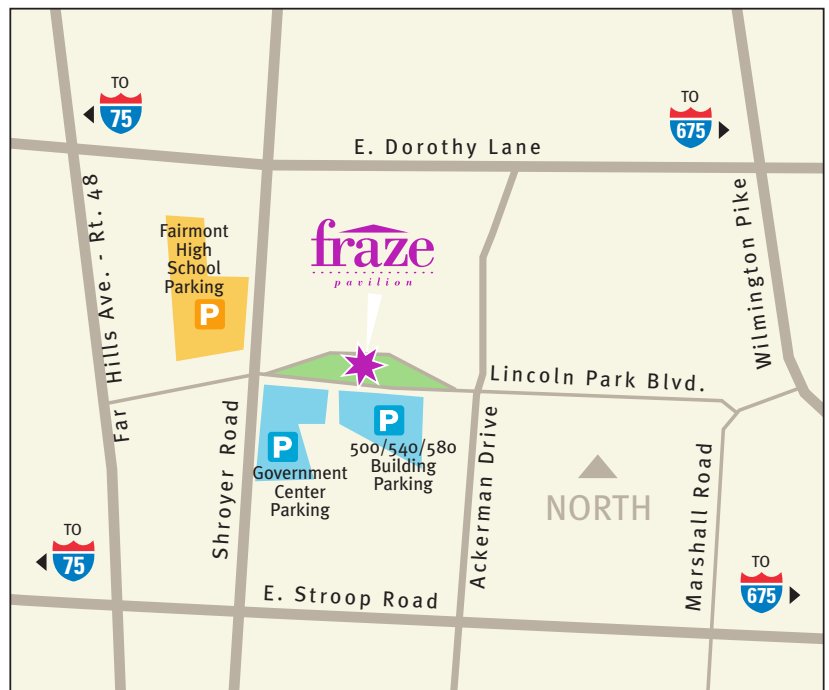 TO
75
TO
675
E. Dorothy Lane
Far Hills Ave. - Rt. 48
Wilmington Pike
Fairmont
High
School
Parking
P
fraze
pavilion
Lincoln Park Blvd.
Shroyer Road
P
Government
Center
Parking
P
500/540/580
Building
Parking
Ackerman Drive
NORTH
Marshall Road
TO
75
TO
675
E. Stroop Road